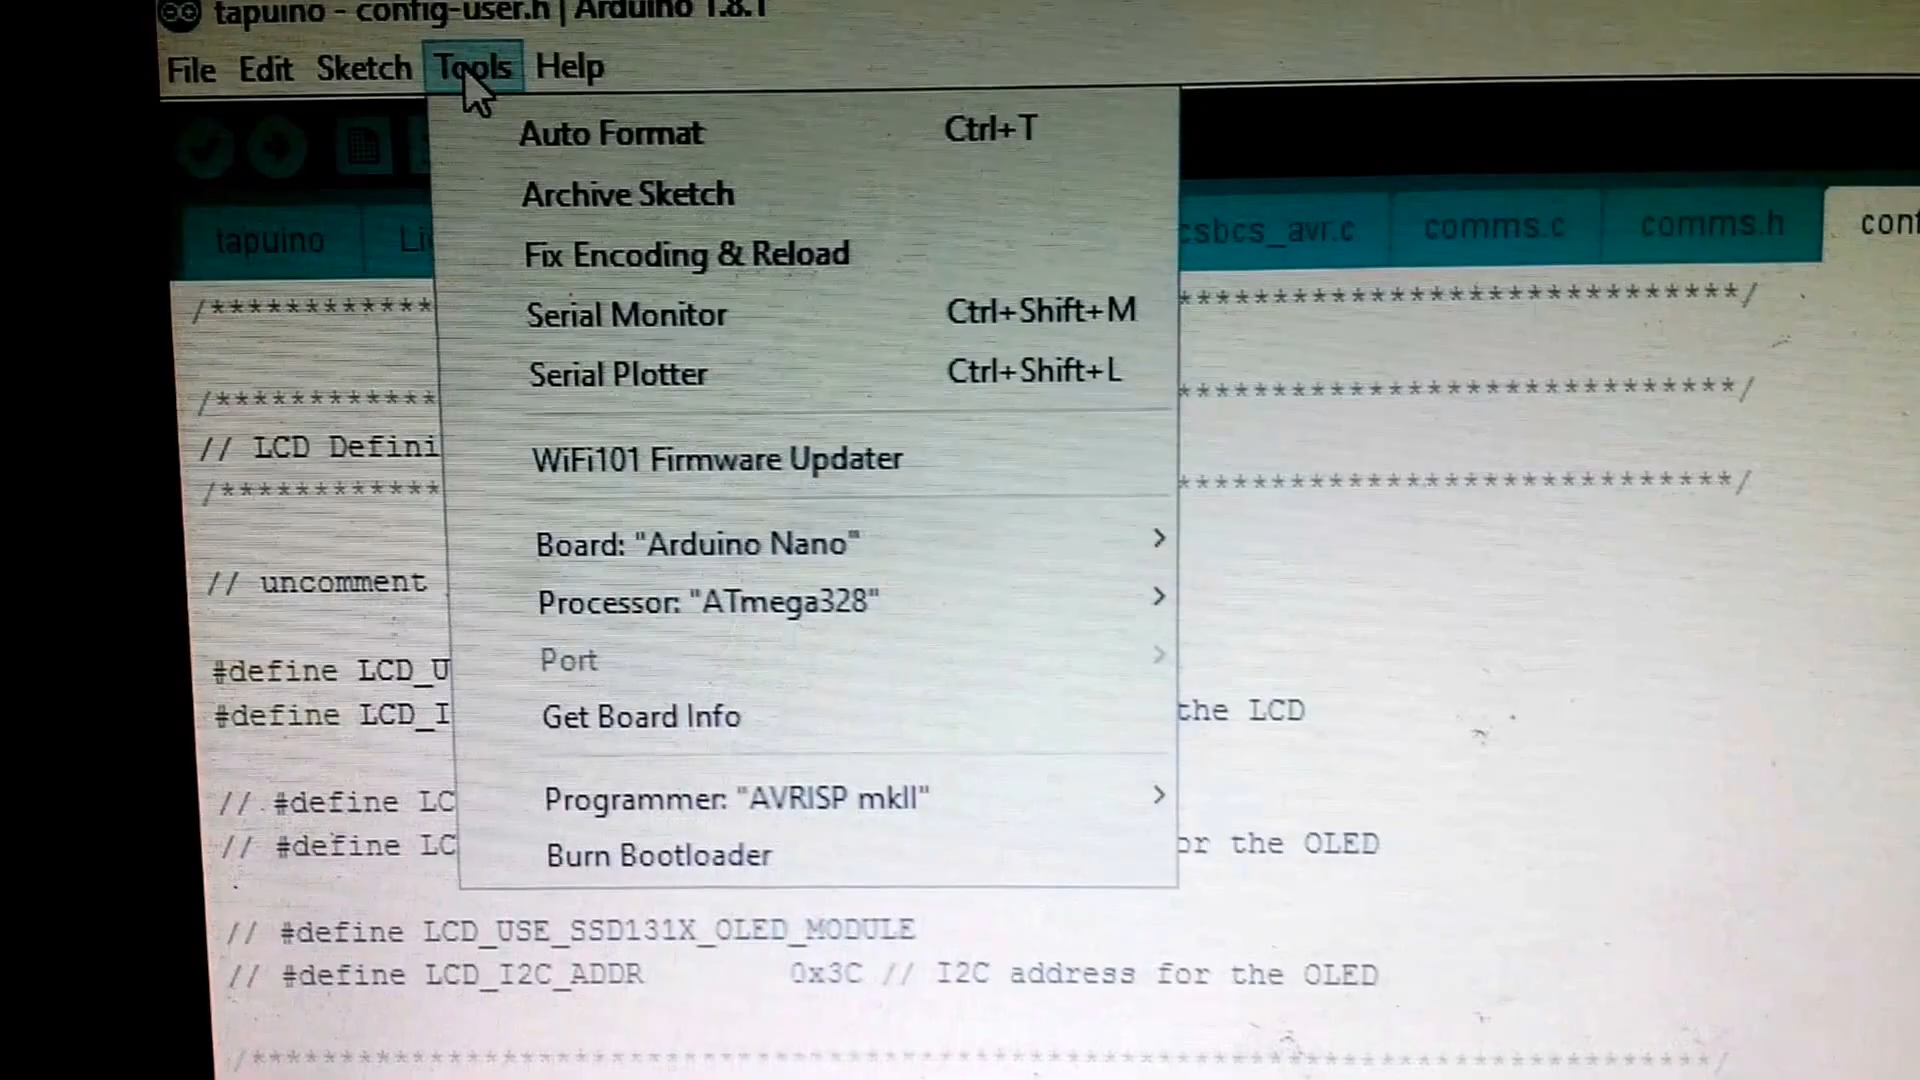 tapuino - config-user.h | Arduino 1.8.1
File Edit Sketch Tools Help
Auto Format Ctrl+T
Archive Sketch
Fix Encoding & Reload
Serial Monitor Ctrl+Shift+M
Serial Plotter Ctrl+Shift+L
WiFi101 Firmware Updater
Board: "Arduino Nano"
Processor: "ATmega328"
Port
Get Board Info
Programmer: "AVRISP mkII"
Burn Bootloader
tapuino Li csbcs_avr.c comms.c comms.h conf
/************ ***************************/
/************ ***************************/
// LCD Defini
/************ ***************************/
// uncomment
#define LCD_U
#define LCD_I the LCD
// #define LC
// #define LC or the OLED
// #define LCD_USE_SSD131X_OLED_MODULE
// #define LCD_I2C_ADDR 0x3C // I2C address for the OLED
/******************************************************************************/